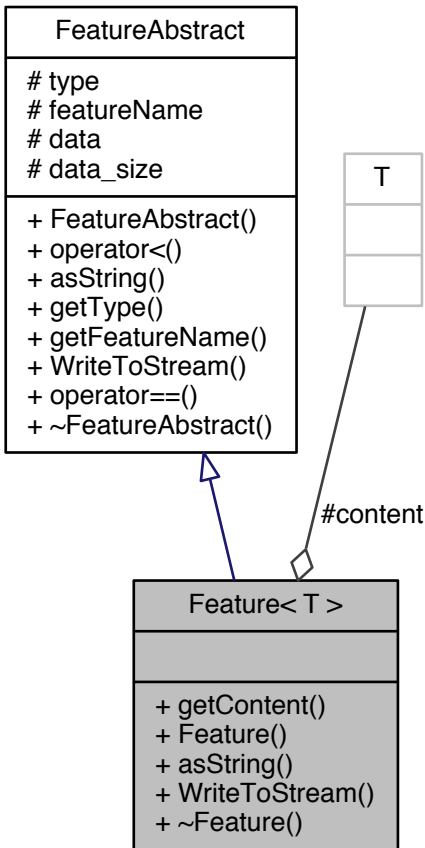 FeatureAbstract
# type
# featureName
# data
# data_size
+ FeatureAbstract()
+ operator<()
+ asString()
+ getType()
+ getFeatureName()
+ WriteToStream()
+ operator==()
+ ~FeatureAbstract()
T
#content
Feature< T >
+ getContent()
+ Feature()
+ asString()
+ WriteToStream()
+ ~Feature()